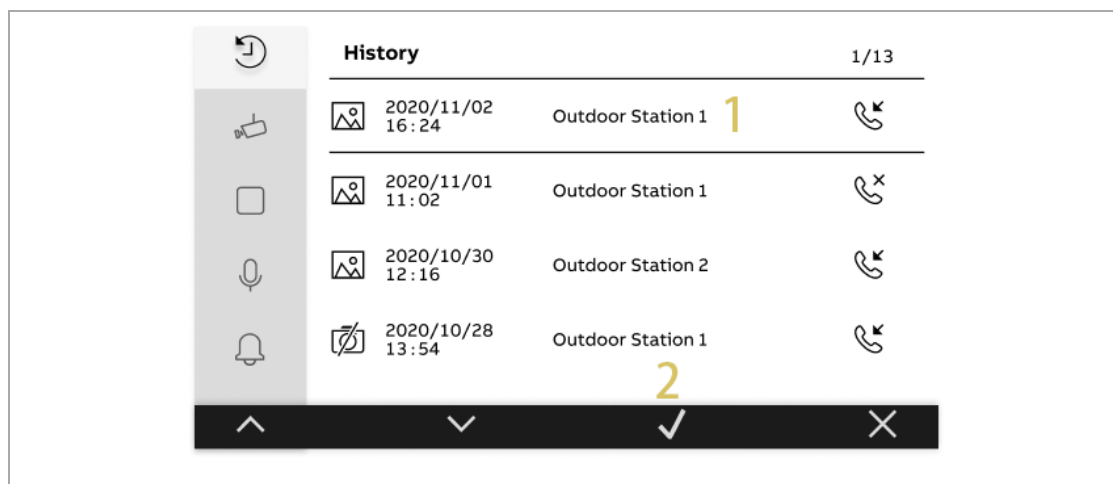 History 1/13
2020/11/02
16:24
Outdoor Station 1
1
2020/11/01
11:02
Outdoor Station 1
2020/10/30
12:16
Outdoor Station 2
2020/10/28
13:54
Outdoor Station 1
2